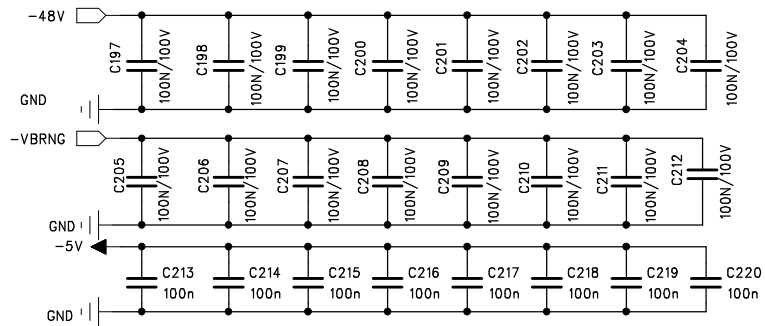 -48V
C197 100N/100V
C198 100N/100V
C199 100N/100V
C200 100N/100V
C201 100N/100V
C202 100N/100V
C203 100N/100V
C204 100N/100V
GND
-VBRNG
C205 100N/100V
C206 100N/100V
C207 100N/100V
C208 100N/100V
C209 100N/100V
C210 100N/100V
C211 100N/100V
C212 100N/100V
GND
-5V
C213
100n
C214
100n
C215
100n
C216
100n
C217
100n
C218
100n
C219
100n
C220
100n
GND